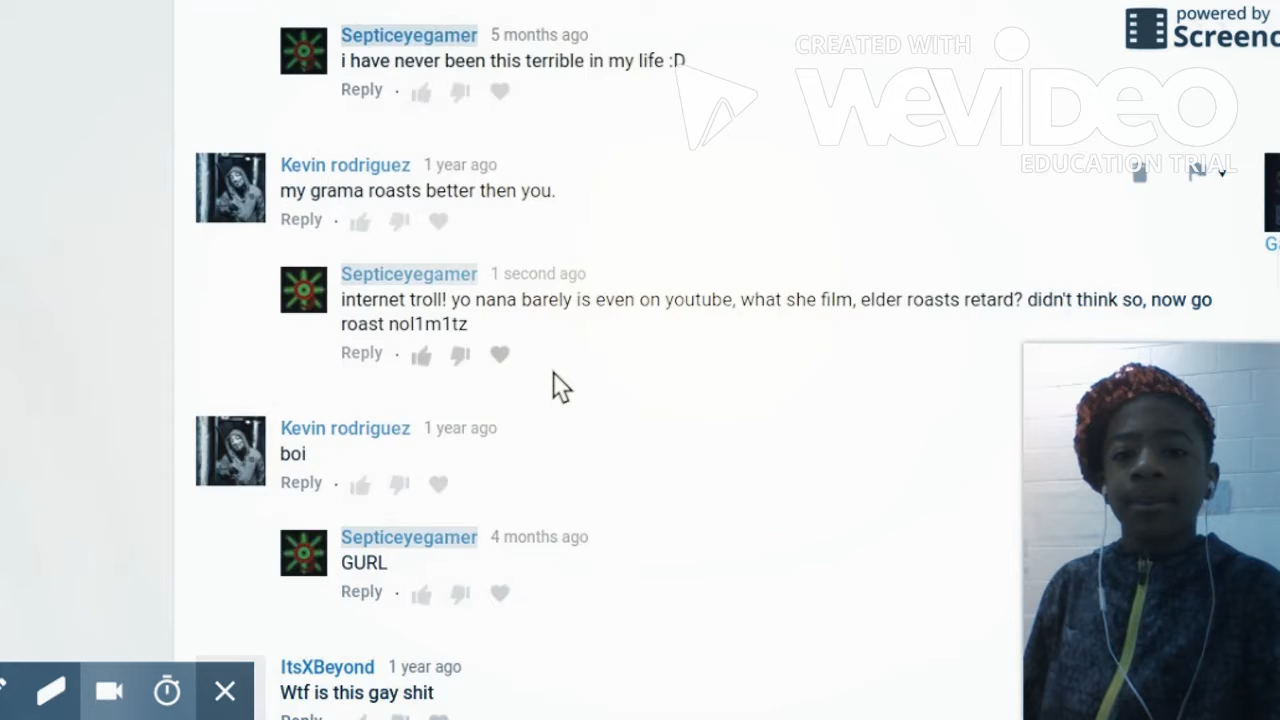 powered by
Septiceyegamer 5 months ago
Screenc
CREATED WITH
i have never been this terrible in my life :D
Reply
WEVIDEO
EDUCATION TRIAL
Kevin rodriguez 1 year ago
my grama roasts better then you.
Reply
Septiceyegamer 1 second ago
internet troll! yo nana barely is even on youtube, what she film, elder roasts retard? didn't think so, now go
roast nol1m1tz
Reply
Kevin rodriguez 1 year ago
boi
Reply
Septiceyegamer 4 months ago
GURL
Reply
ItsXBeyond 1 year ago
Wtf is this gay shit
Reply